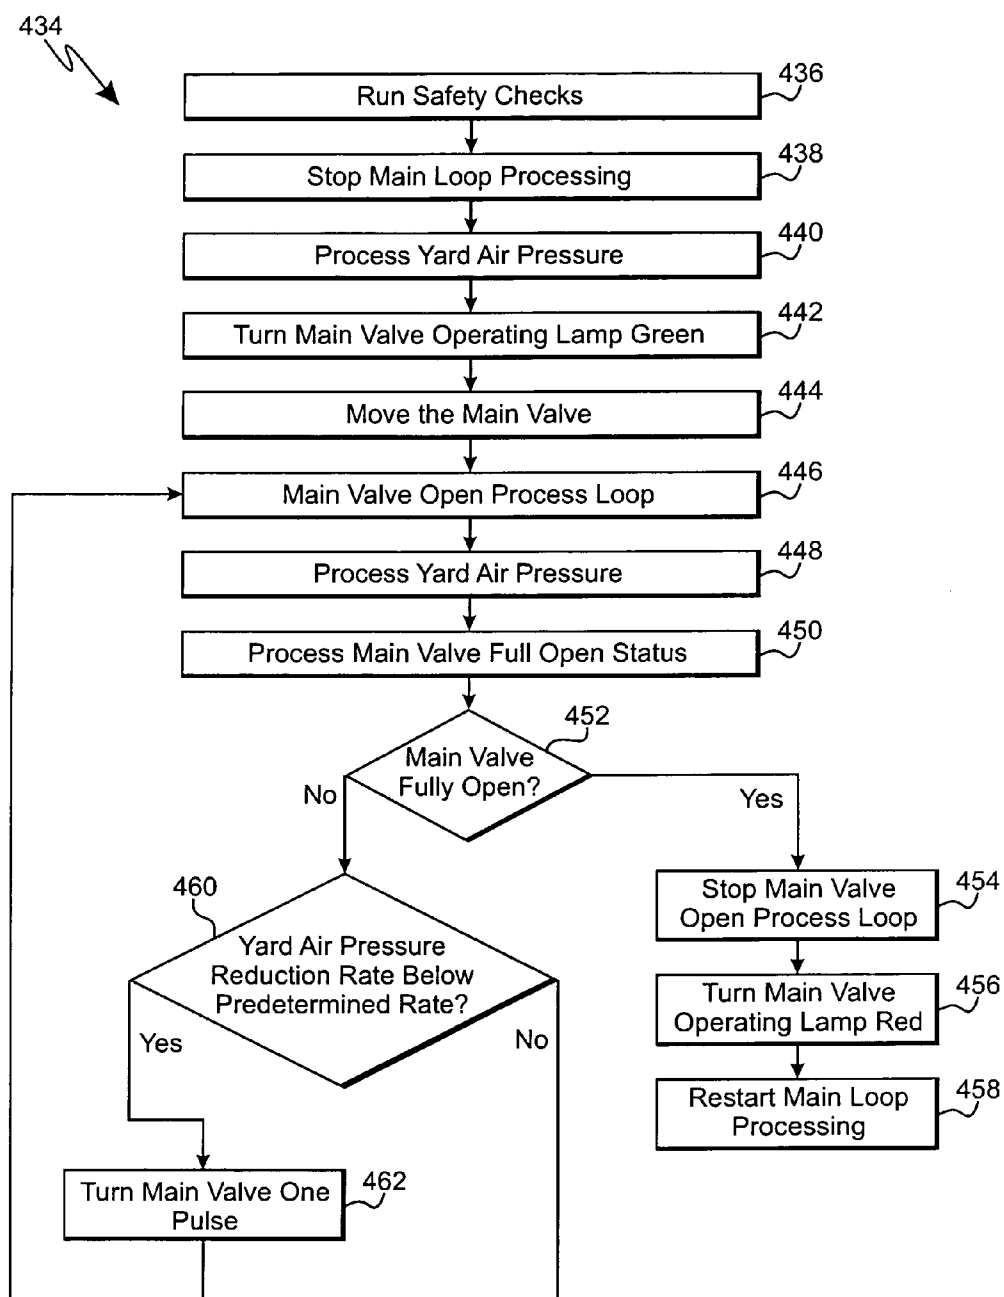 434
Run Safety Checks
436
Stop Main Loop Processing
438
Process Yard Air Pressure
440
Turn Main Valve Operating Lamp Green
442
Move the Main Valve
444
Main Valve Open Process Loop
446
Process Yard Air Pressure
448
Process Main Valve Full Open Status
450
452
Main Valve
Fully Open?
No
Yes
460
Yard Air Pressure
Reduction Rate Below
Predetermined Rate?
Yes
No
Stop Main Valve
Open Process Loop
454
Turn Main Valve
Operating Lamp Red
456
Restart Main Loop
Processing
458
Turn Main Valve One
Pulse
462